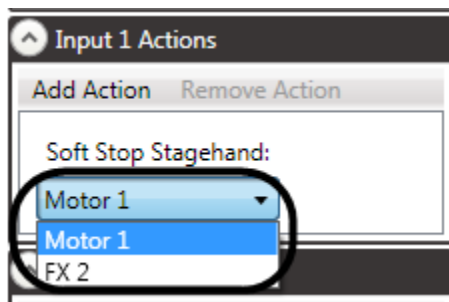 Input 1 Actions
Add Action Remove Action
Soft Stop Stagehand:
Motor 1
Motor 1
FX 2